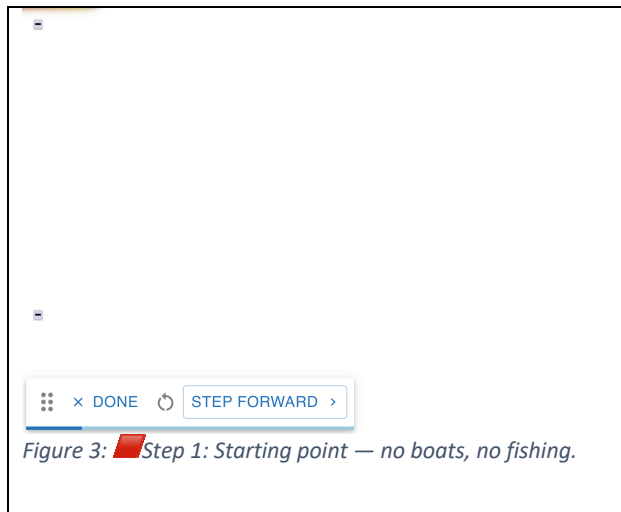 × DONE STEP FORWARD ›
Figure 3: 🟥Step 1: Starting point — no boats, no fishing.